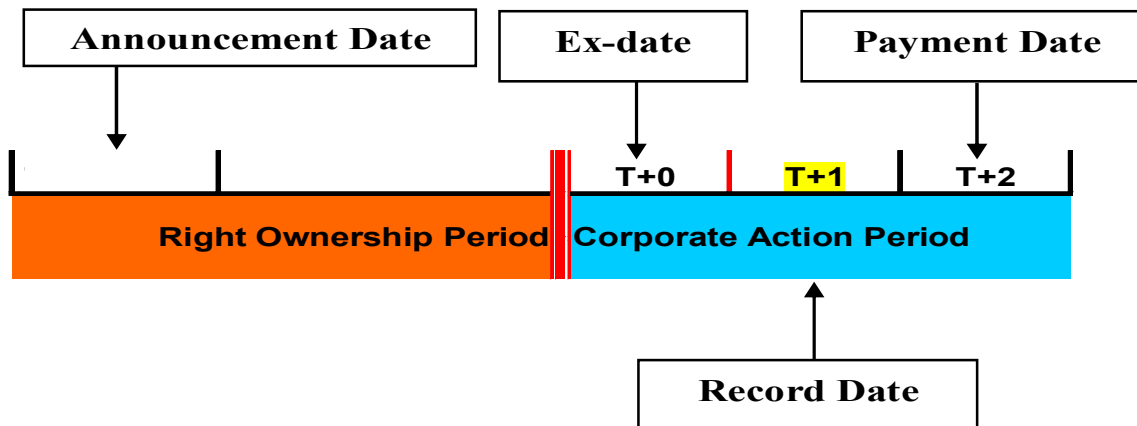 Announcement Date
Ex-date
Payment Date
T+0
T+1
T+2
Right Ownership Period
Corporate Action Period
Record Date